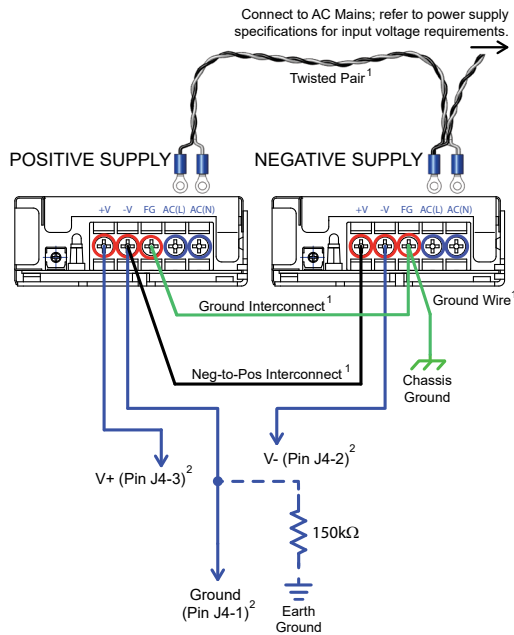 Connect to AC Mains; refer to power supply
specifications for input voltage requirements.
Twisted Pair1
POSITIVE SUPPLY
NEGATIVE SUPPLY
+V -V FG AC(L) AC(N)
+V -V FG AC(L) AC(N)
Ground Interconnect1
Ground Wire1
Neg-to-Pos Interconnect1
Chassis
Ground
V+ (Pin J4-3)2
V- (Pin J4-2)2
150kΩ
Ground
(Pin J4-1)2
Earth
Ground